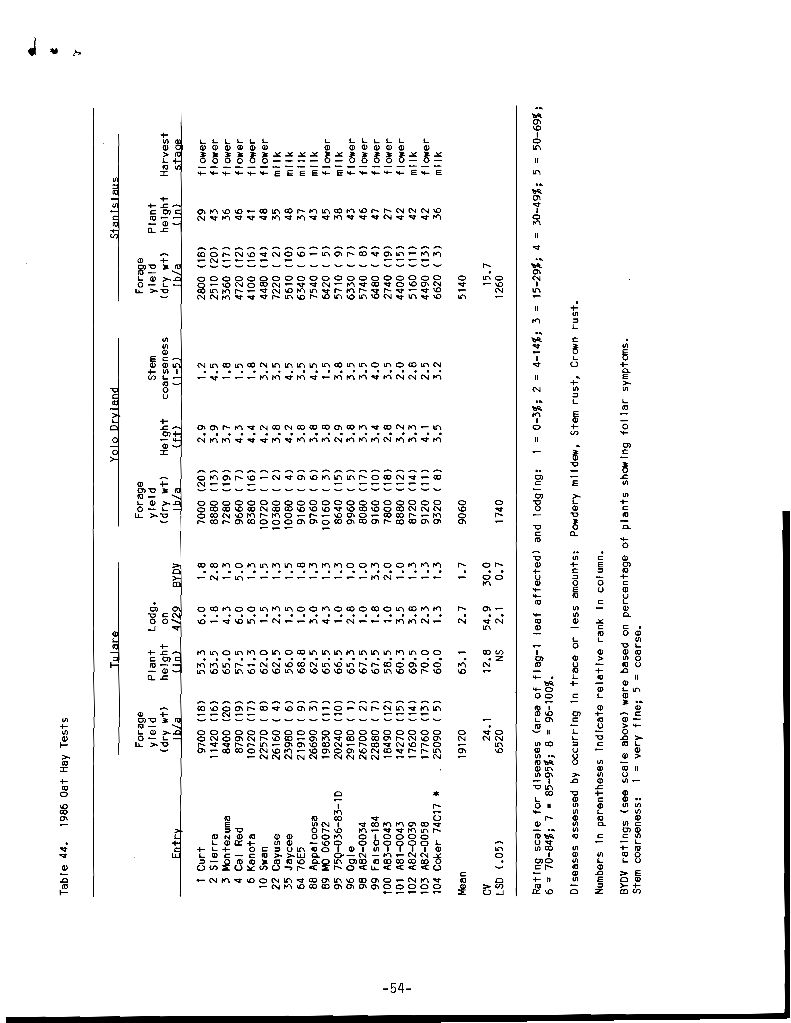 Table 44. 1986 Oat Hay Tests
Tulare Yolo Dryland Stanislaus
Forage Forage Forage
yield Plant Lodg. yield Stem yield Plant
(dry wt) height on (dry wt) Height coarseness (dry wt) height Harvest
Entry lb/a (in) 4/29 BYDV lb/a (ft) (1-5) lb/a (in) stage
1 Curt 9700 (18) 53.3 6.0 1.8 7000 (20) 2.9 1.2 2800 (18) 29 flower
2 Sierra 11420 (16) 63.5 1.8 2.8 8880 (13) 3.9 4.5 2510 (20) 43 flower
3 Montezuma 8400 (20) 65.0 4.3 1.3 7280 (19) 3.7 1.8 3360 (17) 36 flower
4 Cal Red 8790 (19) 57.5 6.0 5.0 9660 ( 7) 4.3 1.5 4720 (12) 46 flower
6 Kanota 10720 (17) 61.3 5.0 1.3 8380 (16) 4.4 1.8 4100 (16) 41 flower
10 Swan 22570 ( 8) 62.0 1.5 1.5 10720 ( 1) 4.2 3.2 4480 (14) 48 flower
22 Cayuse 26160 ( 4) 62.5 2.3 1.3 10380 ( 2) 3.8 3.5 7220 ( 2) 35 milk
35 Jaycee 23980 ( 6) 56.0 1.5 1.5 10080 ( 4) 4.2 4.5 5610 (10) 48 milk
64 76E5 21910 ( 9) 68.8 1.0 1.8 9160 ( 9) 3.8 3.5 6340 ( 6) 37 milk
88 Appaloosa 26690 ( 3) 62.5 3.0 1.3 9760 ( 6) 3.8 4.5 7540 ( 1) 43 milk
89 MO 06072 19830 (11) 65.5 4.3 1.3 10160 ( 3) 3.8 1.5 6420 ( 5) 45 flower
95 75Q-036-83-1D 20240 (10) 66.5 1.0 1.3 8640 (15) 2.9 3.8 5710 ( 9) 38 milk
96 Ogle 29180 ( 1) 65.3 2.8 1.0 9960 ( 5) 3.8 3.5 6330 ( 7) 43 flower
98 A82-0034 26700 ( 2) 67.5 1.0 1.0 8080 (17) 3.3 3.5 5740 ( 8) 46 flower
99 Falso-184 22880 ( 7) 67.5 1.8 3.3 9160 (10) 3.4 4.0 6480 ( 4) 47 flower
100 A83-0043 18490 (12) 58.5 1.0 2.0 7800 (18) 2.8 3.5 2740 (19) 27 flower
101 A81-0043 14270 (15) 60.3 3.5 1.0 8880 (12) 3.2 2.0 4400 (15) 42 flower
102 A82-0039 17620 (14) 69.5 3.8 1.3 8720 (14) 3.3 2.8 5160 (11) 42 milk
103 A82-0058 17760 (13) 70.0 2.3 1.3 9120 (11) 4.1 2.5 4490 (13) 42 flower
104 Coker 74C17 * . 25090 ( 5) 60.0 1.3 1.3 9320 ( 8) 3.5 3.2 6620 ( 3) 36 milk
Mean 19120 63.1 2.7 1.7 9060 5140
CV 24.1 12.8 54.9 30.0 15.7
LSD (.05) 6520 NS 2.1 0.7 1740 1260
Rating scale for diseases (area of flag-1 leaf affected) and lodging: 1 = 0-3%; 2 = 4-14%; 3 = 15-29%; 4 = 30-49%; 5 = 50-69%;
6 = 70-84%; 7 = 85-95%; 8 = 96-100%.
Diseases assessed by occurring in trace or less amounts: Powdery mildew, Stem rust, Crown rust.
Numbers in parentheses indicate relative rank in column.
BYDV ratings (see scale above) were based on percentage of plants showing foliar symptoms.
Stem coarseness: 1 = very fine; 5 = coarse.
-54-